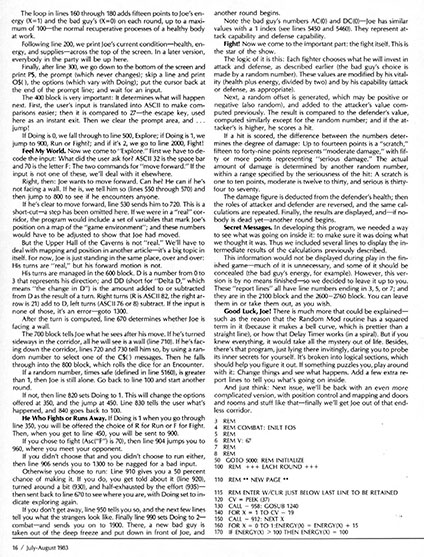 The loop in lines 160 through 180 adds fifteen points to Joe's en-
ergy (X=1) and the bad guy's (X=0) on each round, up to a maxi-
mum of 100—the normal recuperative processes of a healthy body
at work.
Following line 200, we print Joe's current condition—health, en-
ergy, and supplies—across the top of the screen. In a later version,
everybody in the party will be up here.
Finally, after line 300, we go down to the bottom of the screen and
print P$, the prompt (which never changes); skip a line and print
O$( ), the options (which vary with Doing); put the cursor back at
the end of the prompt line; and wait for an input.
The 400 block is very important: It determines what will happen
next. First, the user's input is translated into ASCII to make comparisons
easier; then it is compared to 27—the escape key, used
here as an instant exit. Then we clear the prompt area, and . . .
jump!
If Doing is 0, we fall through to line 500, Explore; if Doing is 1, we
jump to 900, Run or Fight!; and if it's 2, we go to line 2000, Fight!
Feel My World. Now we come to "Explore." First we have to de-
code the input: What did the user ask for? ASCII 32 is the space bar
and 70 is the letter F: The two commands for "move forward." If the
input is not one of these, we'll deal with it elsewhere.
Right, then: Joe wants to move forward. Can he? He can if he's
not facing a wall. If he is, we tell him so (lines 550 through 570) and
then jump to 800 to see if he encounters anyone.
If he's clear to move forward, line 530 sends him to 720. This is a
short-cut—a step has been omitted here. If we were in a "real" cor-
ridor, the program would include a set of variables that mark Joe's
position on a map of the "game environment"; and these numbers
would have to be adjusted to show that Joe had moved.
But the Upper Hall of the Caverns is not "real." We'll have to
deal with mapping and position in another article—it's a big topic in
itself. For now, Joe is just standing in the same place, over and over:
His turns are "real," but his forward motion is not.
His turns are managed in the 600 block. D is a number from 0 to
3 that represents his direction; and DD (short for "Delta D," which
means "the change in D") is the amount added to or subtracted
from D as the result of a turn. Right turns (R is ASCII 82, the right ar-
row is 21) add to D, left turns (ASCII 76 or 8) subtract. If the input is
none of those, it's an error—goto 1300.
After the turn is computed, line 670 determines whether Joe is
facing a wall.
The 700 block tells Joe what he sees after his move. If he's turned
sideways in the corridor, all he will see is a wall (line 710). If he's fac-
ing down the corridor, lines 720 and 730 tell him so, by using a ran-
dom number to select one of the C$( ) messages. Then he falls
through into the 800 block, which rolls the dice for an Encounter.
If a random number, times safe (defined in line 5160), is greater
than 1, then Joe is still alone. Go back to line 100 and start another
round.
If not, then line 820 sets Doing to 1. This will change the options
offered at 350, and the jump at 450. Line 830 tells the user what's
happened, and 840 goes back to 100.
He Who Fights or Runs Away. If Doing is 1 when you go through
line 350, you will be offered the choice of R for Run or F for Fight.
Then, when you get to line 450, you will be sent to 900.
If you chose to fight (Asc("F") is 70), then line 904 jumps you to
960, where you meet your opponent.
If you didn't choose that and you didn't choose to run either,
then line 906 sends you to 1300 to be nagged for a bad input.
Otherwise you chose to run: Line 910 gives you a 50 percent
chance of making it. If you do, you get told about it (line 920),
turned around (line 930), and half-exhausted by the effort (935)—
then sent back to line 670 to see where you are, with Doing set to in-
dicate exploring again.
If you don't get away, line 950 tells you so, and the next few lines
tell you what the strangers look like. Finally line 990 sets Doing to 2—
combat—and sends you on to 1900. There, a new bad guy is
taken out of the deep freeze and put down in front of Joe, and
another round begins.
Note the bad guy's numbers AC(0) and DC(0)—Joe has similar
values with a 1 index (see lines 5450 and 5460). They represent at-
tack capability and defense capability.
Fight! Now we come to the important part: the fight itself. This is
the star of the show.
The logic of it is this: Each fighter chooses what he will invest in
attack and defense, as described earlier (the bad guy's choice is
made by a random number). These values are modified by his vital-
ity (health plus energy, divided by two) and by his capability (attack
or defense, as appropriate).
Next, a random offset is generated, which may be positive or
negative (also random), and added to the attacker's value com-
puted previously. The result is compared to the defender's value,
computed similarly except for the random number; and if the at-
tacker's is higher, he scores a hit.
If a hit is scored, the difference between the numbers deter-
mines the degree of damage: Up to fourteen points is a "scratch,"
fifteen to forty-nine points represents "moderate damage," with fif-
ty or more points representing "serious damage." The actual
amount of damage is determined by another random number,
within a range specified by the seriousness of the hit: A scratch is
one to ten points, moderate is twelve to thirty, and serious is thirty-
four to seventy.
The damage figure is deducted from the defender's health; then
the roles of attacker and defender are reversed, and the same cal-
culations are repeated. Finally, the results are displayed, and—if no-
body is dead yet—another round begins.
Secret Messages. In developing this program, we needed a way
to see what was going on inside it: to make sure it was doing what
we thought it was. Thus we included several lines to display the in-
termediate results of the calculations previously described.
This information would not be displayed during play in the fin-
ished game—much of it is unnecessary, and some of it should be
concealed (the bad guy's energy, for example). However, this ver-
sion is by no means finished—so we decided to leave it up to you.
These "report lines" all have line numbers ending in 3, 5, or 7; and
they are in the 2100 block and the 2600-2760 block. You can leave
them in or take them out, as you wish.
Good Luck, Joe! There is much more that could be explained—
such as the reason that the Random Mod routine has a squared
term in it (because it makes a bell curve, which is prettier than a
straight line), or how that Delay Timer works (in a spiral). But if you
knew everything, it would take all the mystery out of life. Besides,
there's that program, just lying there invitingly, daring you to probe
its inner secrets for yourself. It's broken into logical sections, which
should help you figure it out. If something puzzles you, play around
with it: Change things and see what happens. Add a few extra re-
port lines to tell you what's going on inside.
And just think: Next issue, we'll be back with an even more
complicated version, with position control and mapping and doors
and rooms and stuff like that—finally we'll get Joe out of that end-
less corridor.
3 REM
4 REM COMBAT: ENILT FOS
5 REM
6 REM V: 6"
7 REM
8 REM
50 GOTO 5000: REM INITIALIZE
100 REM +++ EACH ROUND +++
110 REM ** NEW PAGE **
115 REM ENTER W/CUR JUST BELOW LAST LINE TO BE RETAINED
120 CV = PEEK (37)
130 CALL - 958: GOSUB 1240
140 FOR X = 1 TO CV - 19
150 CALL - 912: NEXT X
160 FOR X = 0 TO 1:ENERGY(X) = ENERGY(X) + 15
170 IF ENERGY(X) > 100 THEN ENERGY(X) = 100
16 / July-August 1983